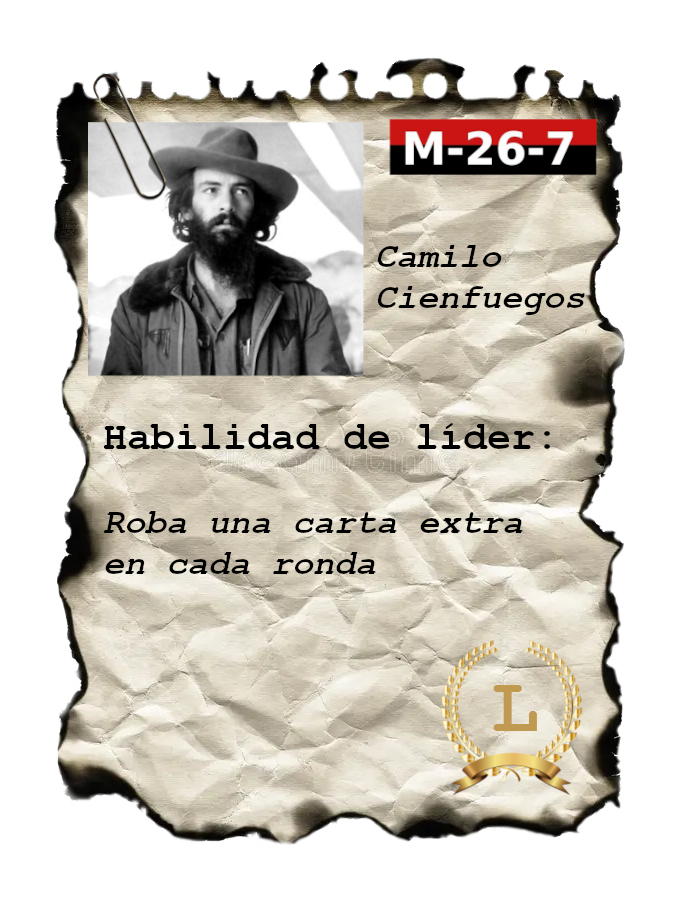 M-26-7
Camilo
Cienfuegos
Habilidad de líder:
Roba una carta extra
en cada ronda
L